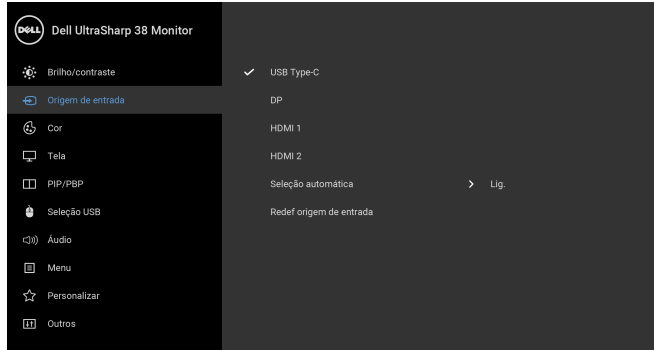 DELL Dell UltraSharp 38 Monitor
Brilho/contraste
Origem de entrada
Cor
Tela
PIP/PBP
Seleção USB
Áudio
Menu
Personalizar
Outros
USB Type-C
DP
HDMI 1
HDMI 2
Seleção automática Lig.
Redef origem de entrada